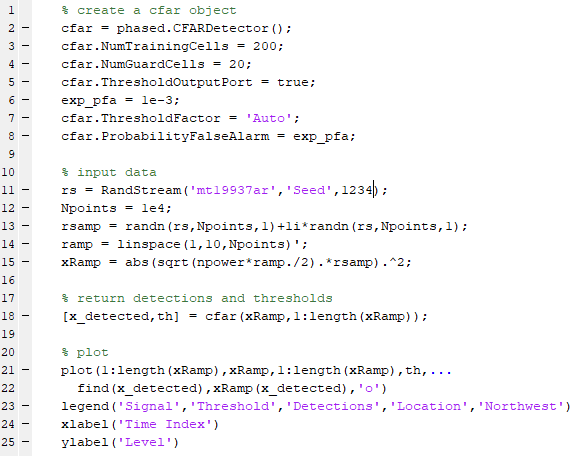 1 % create a cfar object
2 – cfar = phased.CFARDetector();
3 – cfar.NumTrainingCells = 200;
4 – cfar.NumGuardCells = 20;
5 – cfar.ThresholdOutputPort = true;
6 – exp_pfa = 1e-3;
7 – cfar.ThresholdFactor = 'Auto';
8 – cfar.ProbabilityFalseAlarm = exp_pfa;
9
10 % input data
11 – rs = RandStream('mt19937ar','Seed',1234);
12 – Npoints = 1e4;
13 – rsamp = randn(rs,Npoints,1)+1i*randn(rs,Npoints,1);
14 – ramp = linspace(1,10,Npoints)';
15 – xRamp = abs(sqrt(npower*ramp./2).*rsamp).^2;
16
17 % return detections and thresholds
18 – [x_detected,th] = cfar(xRamp,1:length(xRamp));
19
20 % plot
21 – plot(1:length(xRamp),xRamp,1:length(xRamp),th,...
22 find(x_detected),xRamp(x_detected),'o')
23 – legend('Signal','Threshold','Detections','Location','Northwest')
24 – xlabel('Time Index')
25 – ylabel('Level')